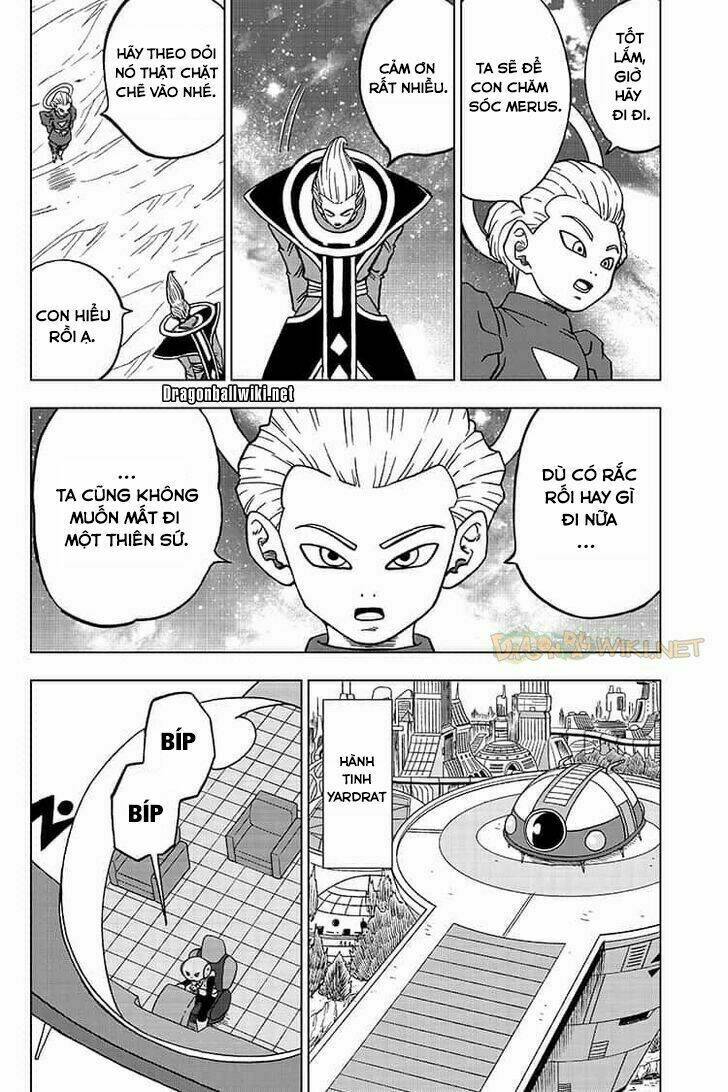 TỐT
LẮM,
GIỜ
HÃY
ĐI ĐI.
TA SẼ ĐỂ
CON CHĂM
SÓC MERUS.
CẢM ƠN
RẤT NHIỀU.
HÃY THEO DÕI
NÓ THẬT CHẶT
CHẼ VÀO NHÉ.
CON HIỂU
RỒI Ạ.
Dragonballwiki.net
DÙ CÓ RẮC
RỐI HAY GÌ
ĐI NỮA
...
...
TA CŨNG KHÔNG
MUỐN MẤT ĐI
MỘT THIÊN SỨ.
DRAGONBALLWIKI.NET
HÀNH
TINH
YARDRAT
BÍP
BÍP